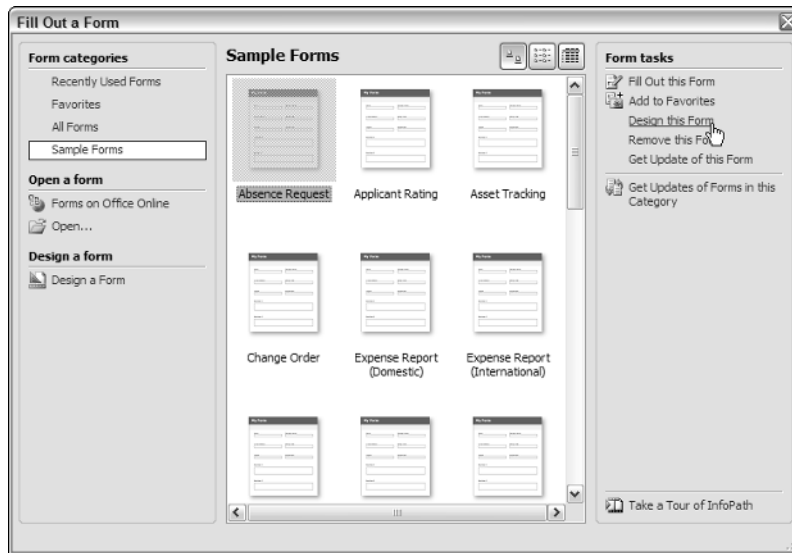 Fill Out a Form
Form categories
Recently Used Forms
Favorites
All Forms
Sample Forms
Open a form
Forms on Office Online
Open...
Design a form
Design a Form
Sample Forms
Absence Request
Applicant Rating
Asset Tracking
Change Order
Expense Report
(Domestic)
Expense Report
(International)
Form tasks
Fill Out this Form
Add to Favorites
Design this Form
Remove this Fo
Get Update of this Form
Get Updates of Forms in this
Category
Take a Tour of InfoPath